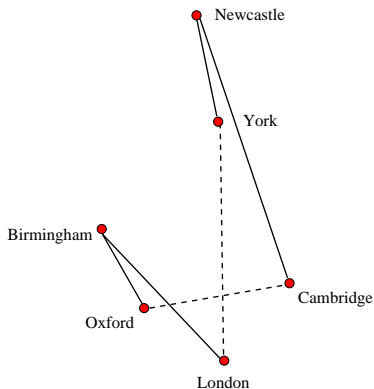 Newcastle
York
Birmingham
Cambridge
Oxford
London